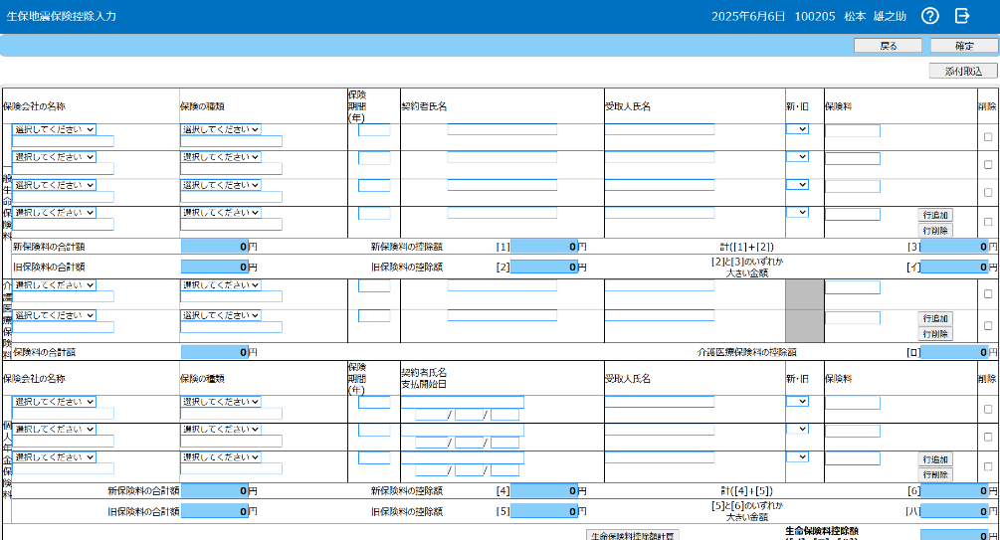 生保地震保険控除入力 2025年6月6日 100205 松本 雄之助
戻る 確定
添付取込
保険会社の名称 保険の種類 保険期間(年) 契約者氏名 受取人氏名 新・旧 保険料 削除
一般生命保険料
選択してください 選択してください
選択してください 選択してください
選択してください 選択してください
選択してください 選択してください 行追加
行削除
新保険料の合計額 0円 新保険料の控除額 [1] 0円 計([1]+[2]) [3] 0円
旧保険料の合計額 0円 旧保険料の控除額 [2] 0円 [2]と[3]のいずれか大きい金額 [イ] 0円
介護医療保険料
選択してください 選択してください
選択してください 選択してください 行追加
行削除
保険料の合計額 0円 介護医療保険料の控除額 [ロ] 0円
保険会社の名称 保険の種類 保険期間(年) 契約者氏名 支払開始日 受取人氏名 新・旧 保険料 削除
個人年金保険料
選択してください 選択してください
/ /
選択してください 選択してください
/ /
選択してください 選択してください 行追加
/ / 行削除
新保険料の合計額 0円 新保険料の控除額 [4] 0円 計([4]+[5]) [6] 0円
旧保険料の合計額 0円 旧保険料の控除額 [5] 0円 [5]と[6]のいずれか大きい金額 [ハ] 0円
生命保険料控除額計算 生命保険料控除額 0円